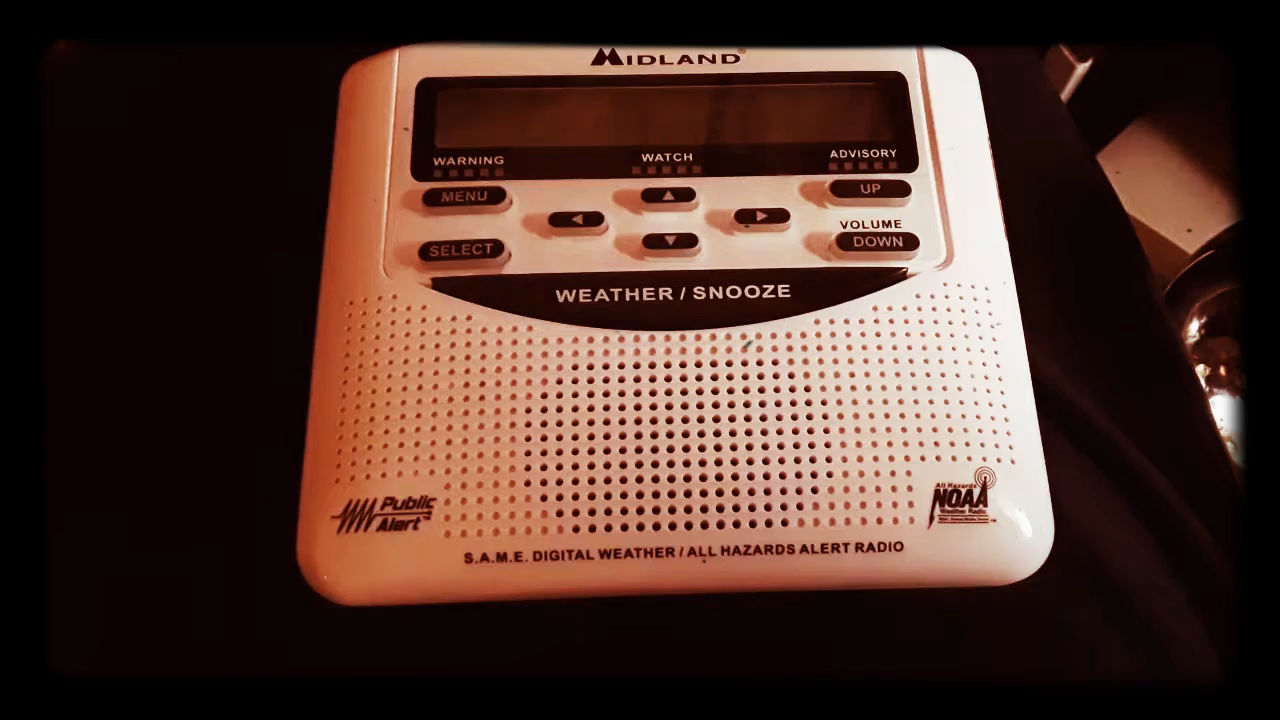 MIDLAND®
WARNING
WATCH
ADVISORY
MENU
UP
VOLUME
SELECT
DOWN
WEATHER / SNOOZE
Public
Alert™
All Hazards
NOAA
Weather Radio
S.A.M.E. DIGITAL WEATHER / ALL HAZARDS ALERT RADIO